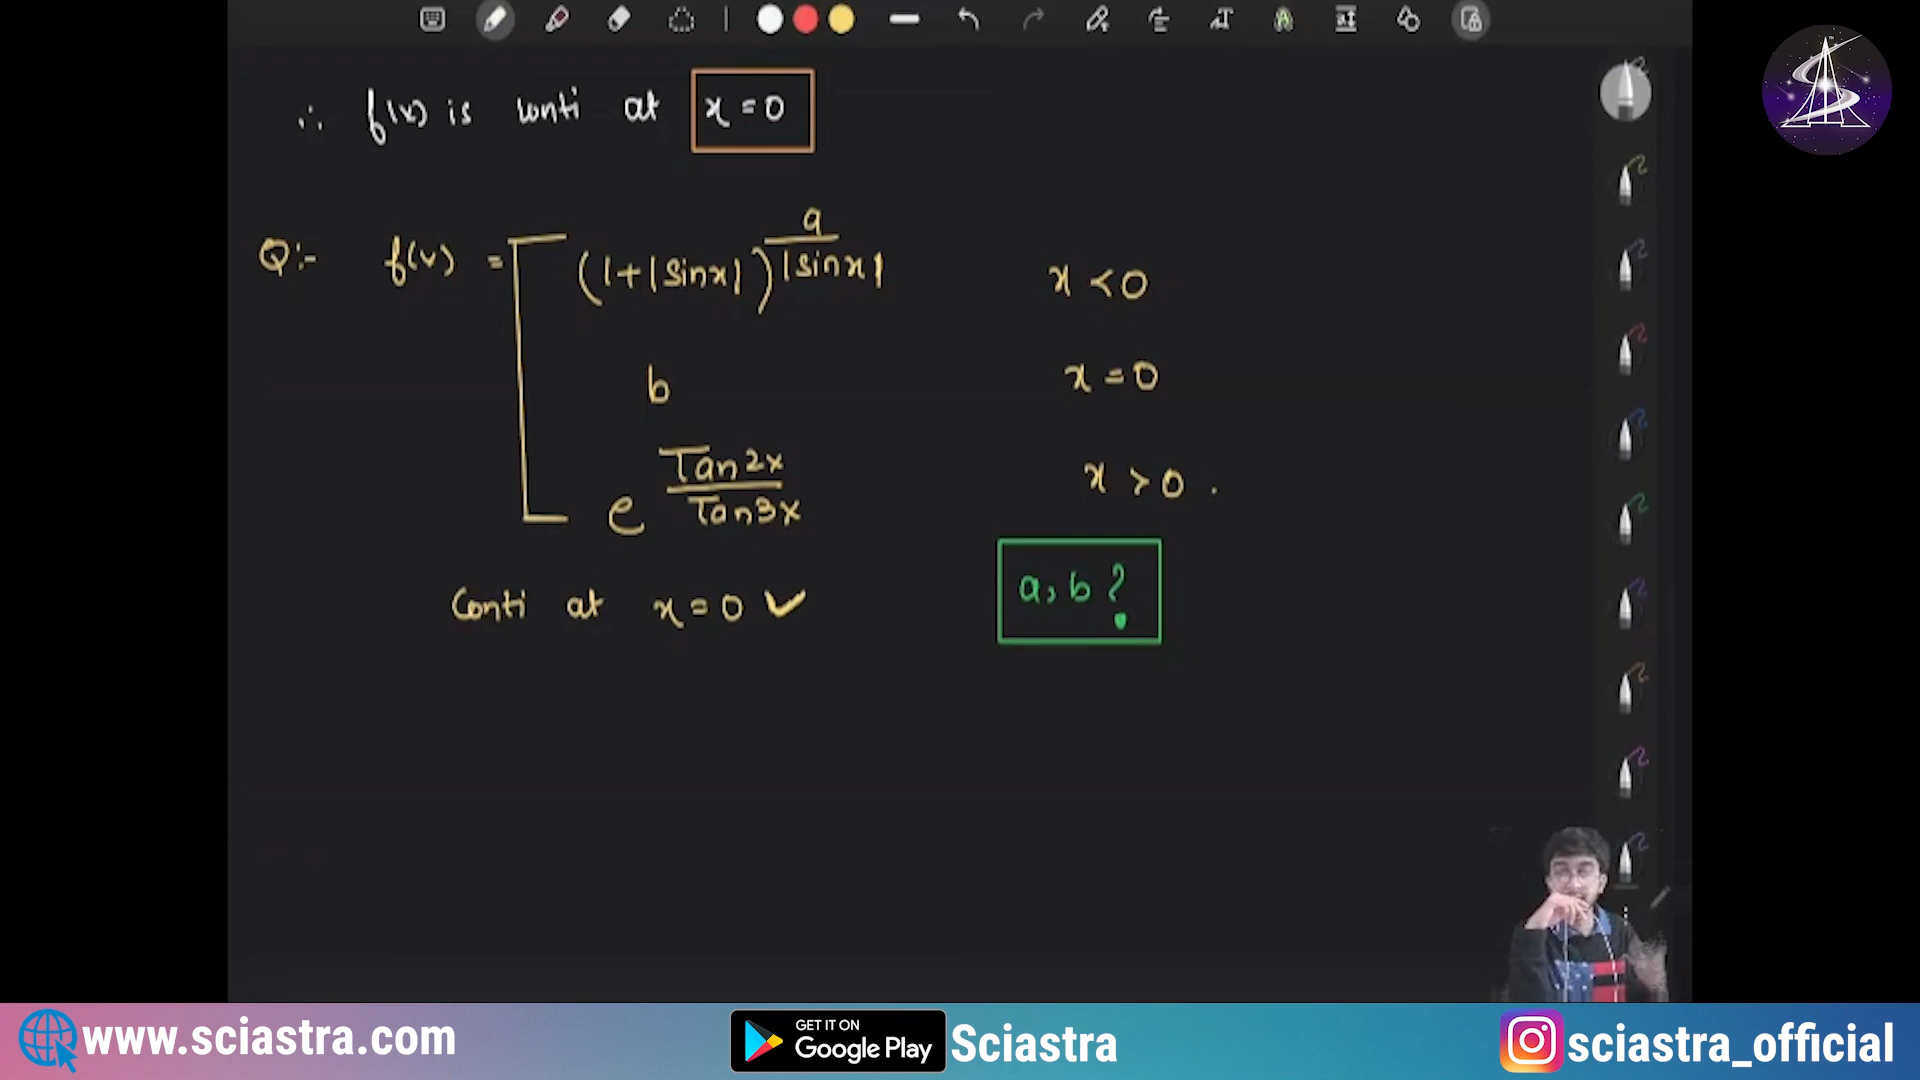 ∴ f(x) is conti at x = 0
Q:- f(x) = (1+|sinx|)^(a/|sinx|) x < 0
b x = 0
e^(Tan2x/Tan3x) x > 0 .
Conti at x = 0 ✓ a, b ?
www.sciastra.com GET IT ON Google Play Sciastra sciastra_official